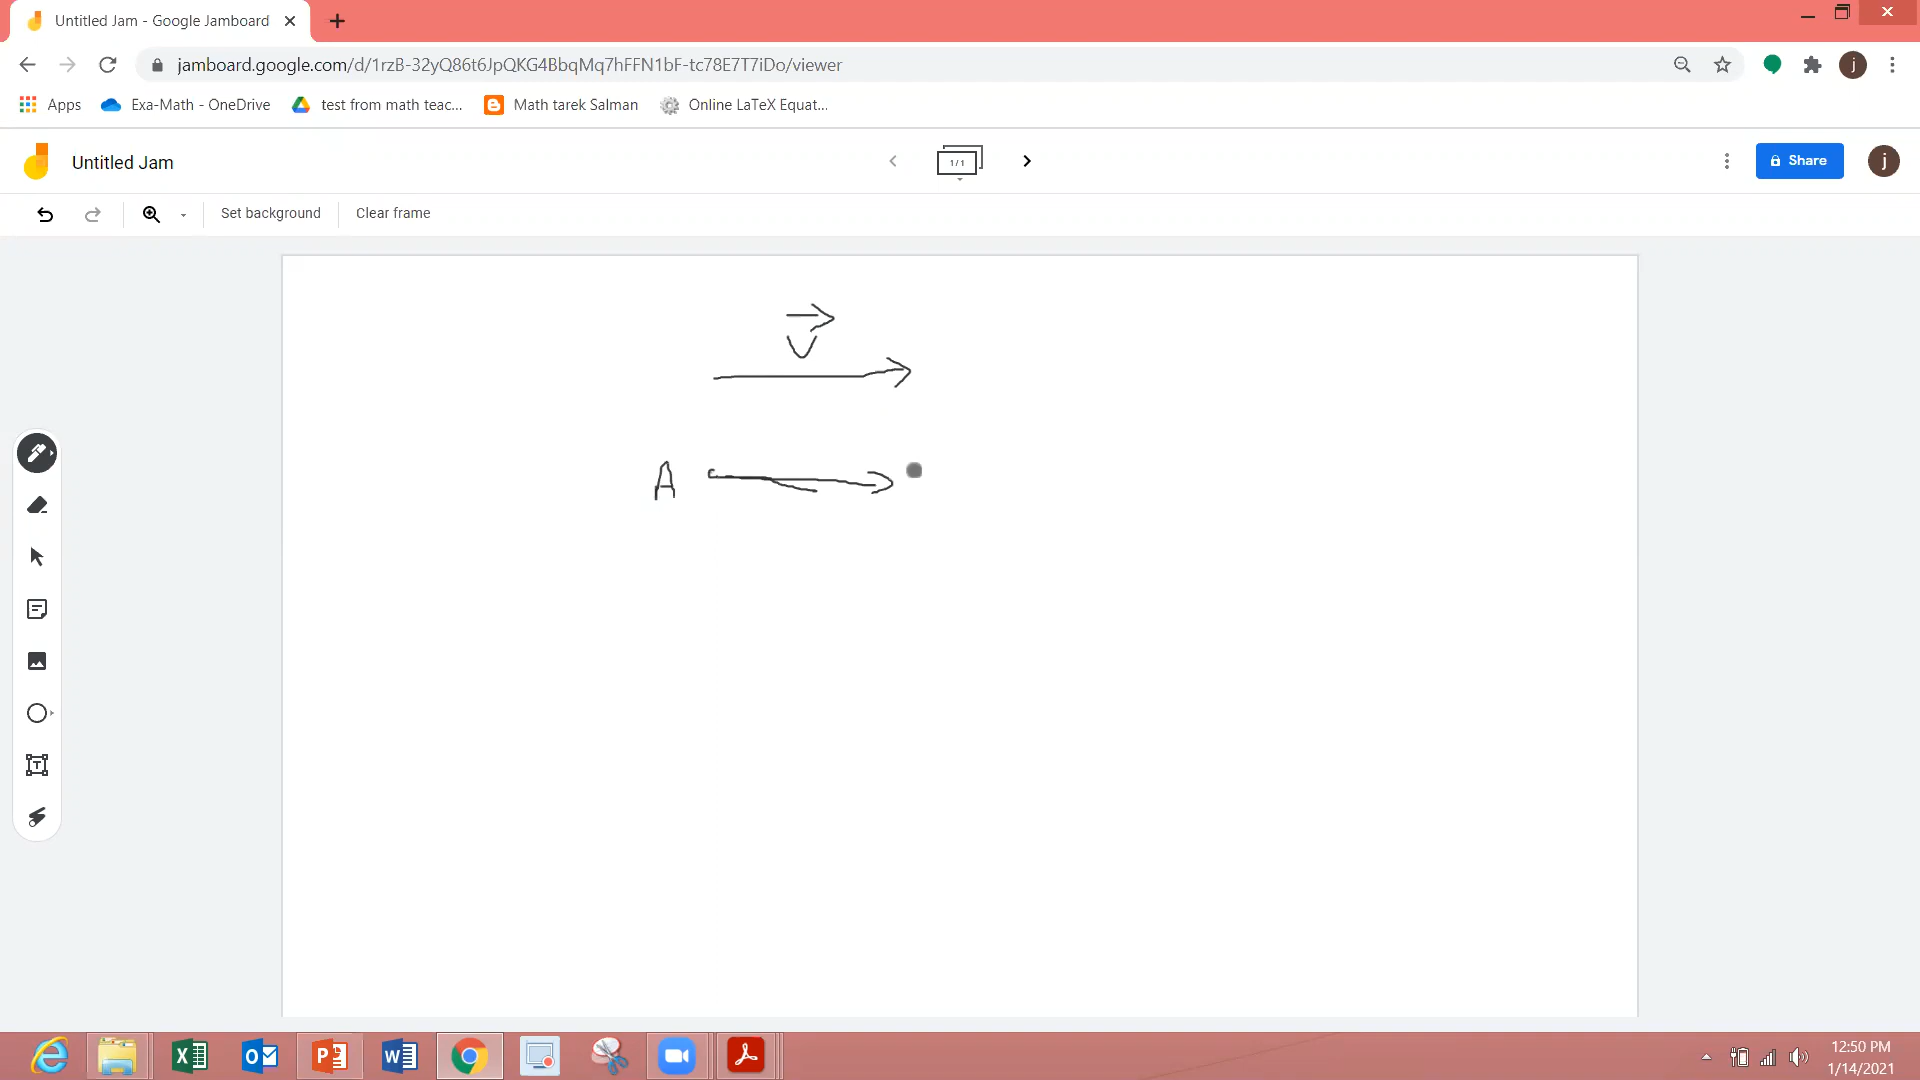 Untitled Jam - Google Jamboard
jamboard.google.com/d/1rzB-32yQ86t6JpQKG4BbqMq7hFFN1bF-tc78E7T7iDo/viewer
j
Apps
Exa-Math - OneDrive
test from math teac...
Math tarek Salman
Online LaTeX Equat...
Untitled Jam
1/1
Share
j
Set background
Clear frame
V
A
12:50 PM
1/14/2021